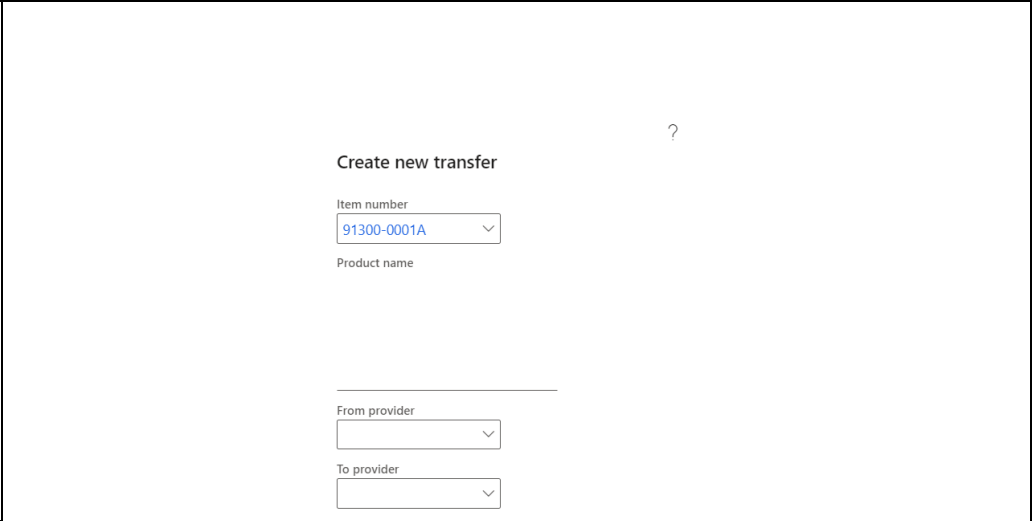 ?
Create new transfer
Item number
91300-0001A
Product name
From provider
To provider